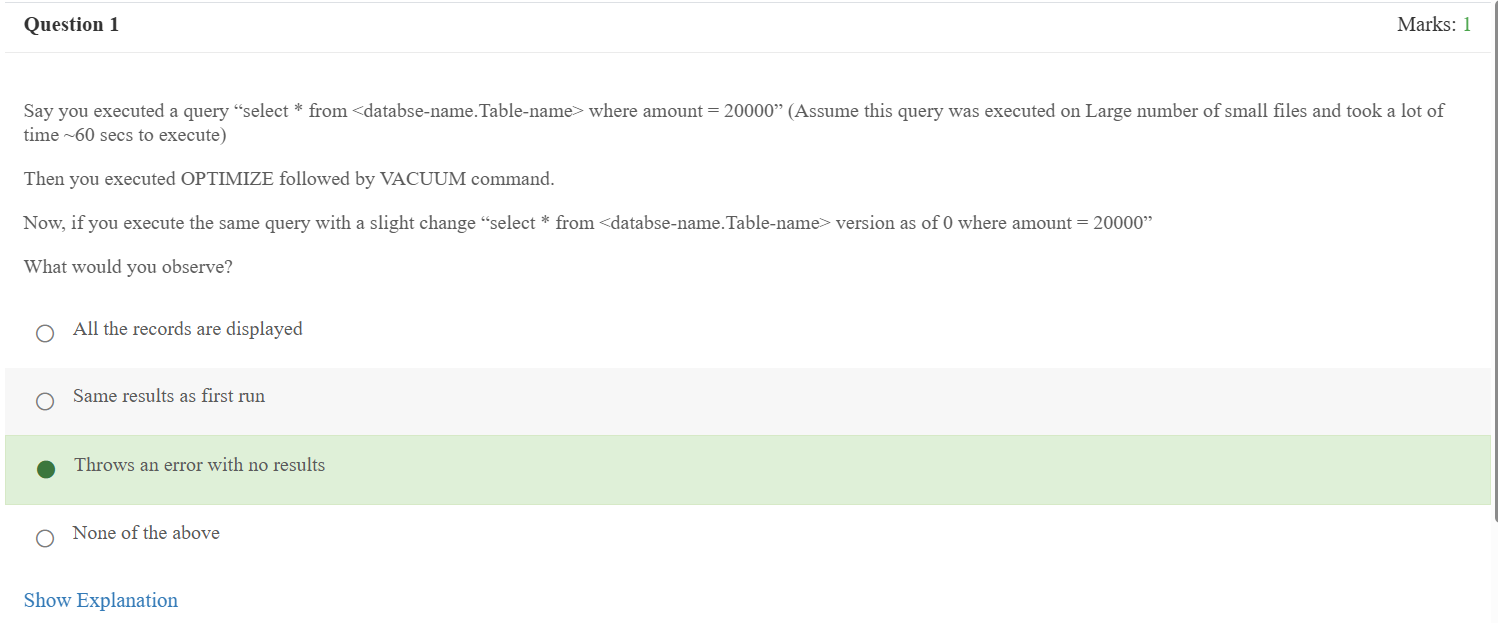 Question 1
Marks: 1
Say you executed a query “select * from <databse-name.Table-name> where amount = 20000” (Assume this query was executed on Large number of small files and took a lot of
time ~60 secs to execute)
Then you executed OPTIMIZE followed by VACUUM command.
Now, if you execute the same query with a slight change “select * from <databse-name.Table-name> version as of 0 where amount = 20000”
What would you observe?
All the records are displayed
Same results as first run
Throws an error with no results
None of the above
Show Explanation